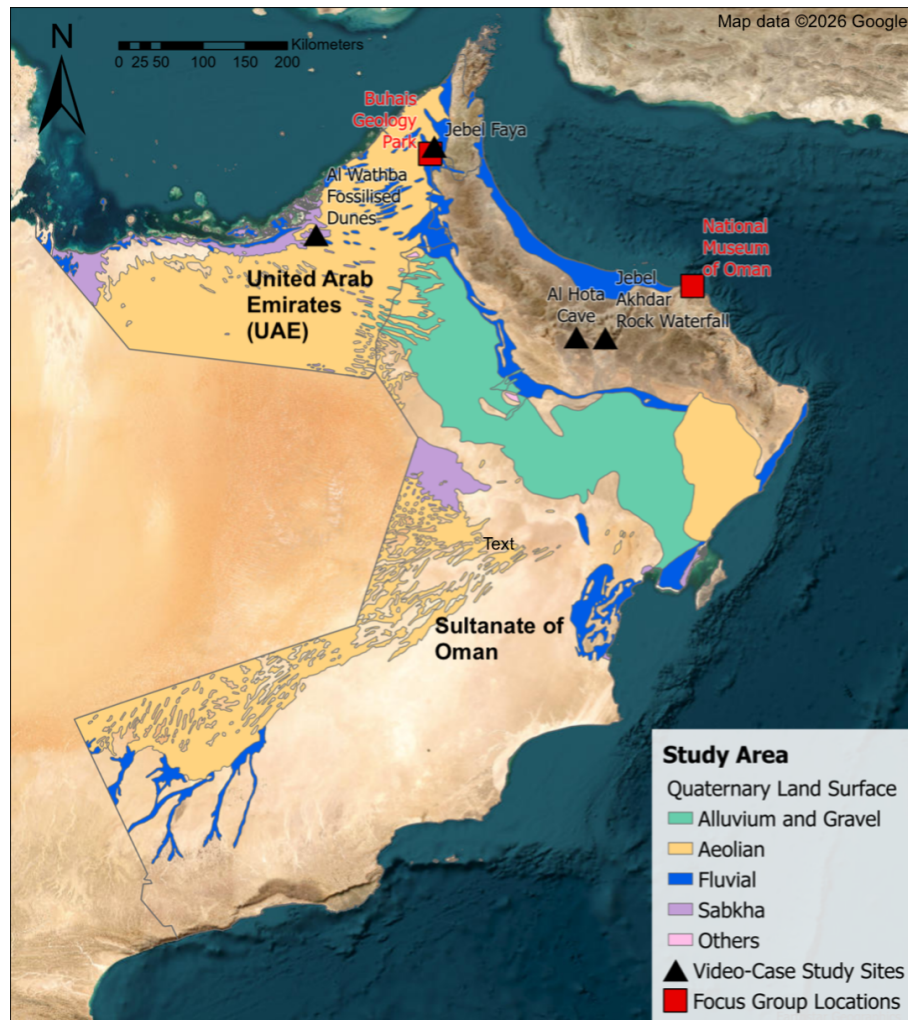 Map data ©2026 Google
N
Kilometers
0 25 50 100 150 200
Buhais
Geology
Park
Jebel Faya
Al Wathba
Fossilised
Dunes
National
Museum
of Oman
United Arab
Emirates
(UAE)
Al Hota
Cave
Jebel
Akhdar
Rock Waterfall
Text
Sultanate of
Oman
Study Area
Quaternary Land Surface
Alluvium and Gravel
Aeolian
Fluvial
Sabkha
Others
Video-Case Study Sites
Focus Group Locations